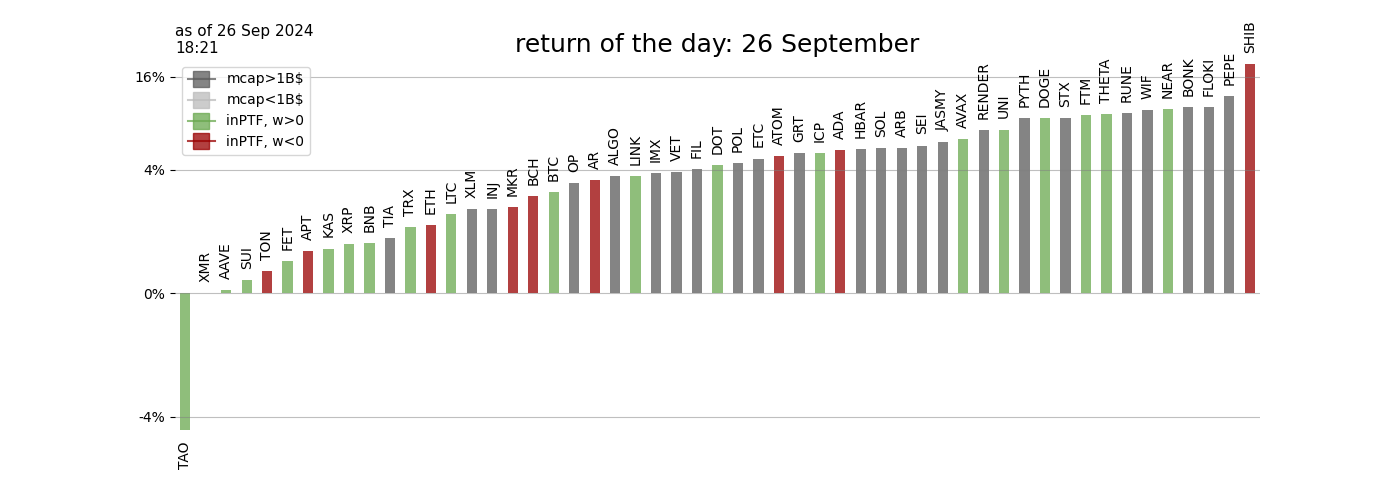 as of 26 Sep 2024
18:21
return of the day: 26 September
mcap>1B$
mcap<1B$
inPTF, w>0
inPTF, w<0
16%
4%
0%
-4%
TAO
XMR
AAVE
SUI
TON
FET
APT
KAS
XRP
BNB
TIA
TRX
ETH
LTC
XLM
INJ
MKR
BCH
BTC
OP
AR
ALGO
LINK
IMX
VET
FIL
DOT
POL
ETC
ATOM
GRT
ICP
ADA
HBAR
SOL
ARB
SEI
JASMY
AVAX
RENDER
UNI
PYTH
DOGE
STX
FTM
THETA
RUNE
WIF
NEAR
BONK
FLOKI
PEPE
SHIB